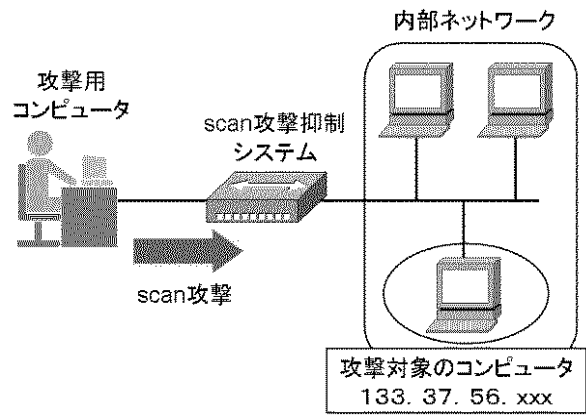 内部ネットワーク
攻撃用
コンピュータ
scan攻撃抑制
システム
scan攻撃
攻撃対象のコンピュータ
133. 37. 56. xxx